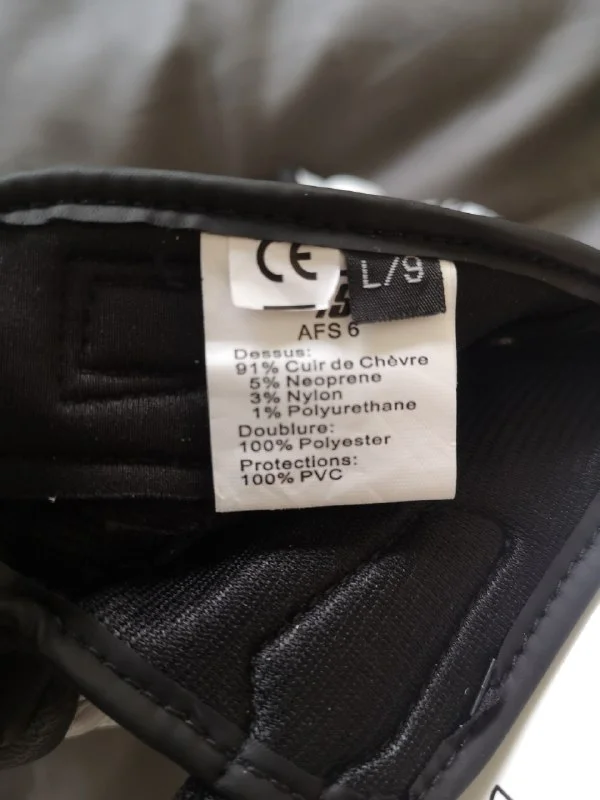 CE
L/9
AFS 6
Dessus:
91% Cuir de Chèvre
5% Neoprene
3% Nylon
1% Polyurethane
Doublure:
100% Polyester
Protections:
100% PVC